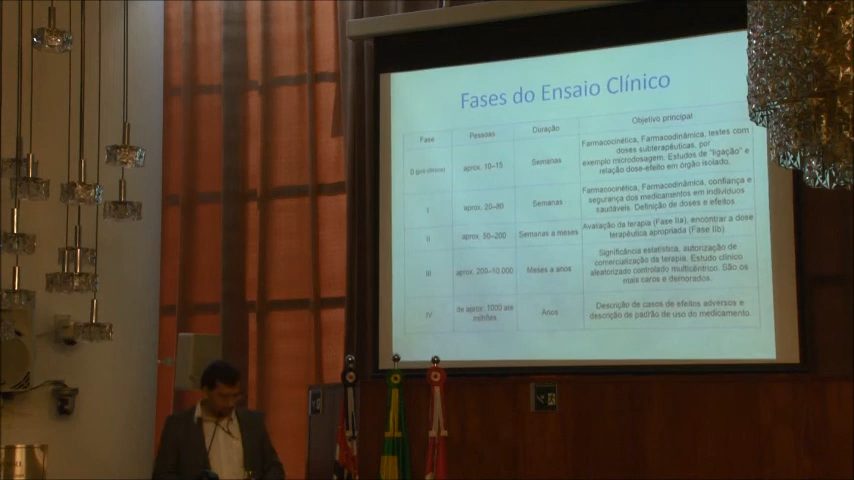 Fases do Ensaio Clínico
Fase Pessoas Duração Objetivo principal
0 (pré-clínica) aprox. 10–15 Semanas Farmacocinética, Farmacodinâmica, testes com
doses subterapêuticas, por
exemplo microdosagem. Estudos de "ligação" e
relação dose-efeito em órgão isolado.
I aprox. 20–80 Semanas Farmacocinética, Farmacodinâmica, confiança e
segurança dos medicamentos em indivíduos
saudáveis. Definição de doses e efeitos.
II aprox. 50–200 Semanas a meses Avaliação da terapia (Fase IIa), encontrar a dose
terapêutica apropriada (Fase IIb)
III aprox. 200–10.000 Meses a anos Significância estatística, autorização de
comercialização da terapia. Estudo clínico
aleatorizado controlado multicêntrico. São os
mais caros e demorados.
IV de aprox. 1000 até
milhões Anos Descrição de casos de efeitos adversos e
descrição de padrão de uso do medicamento.